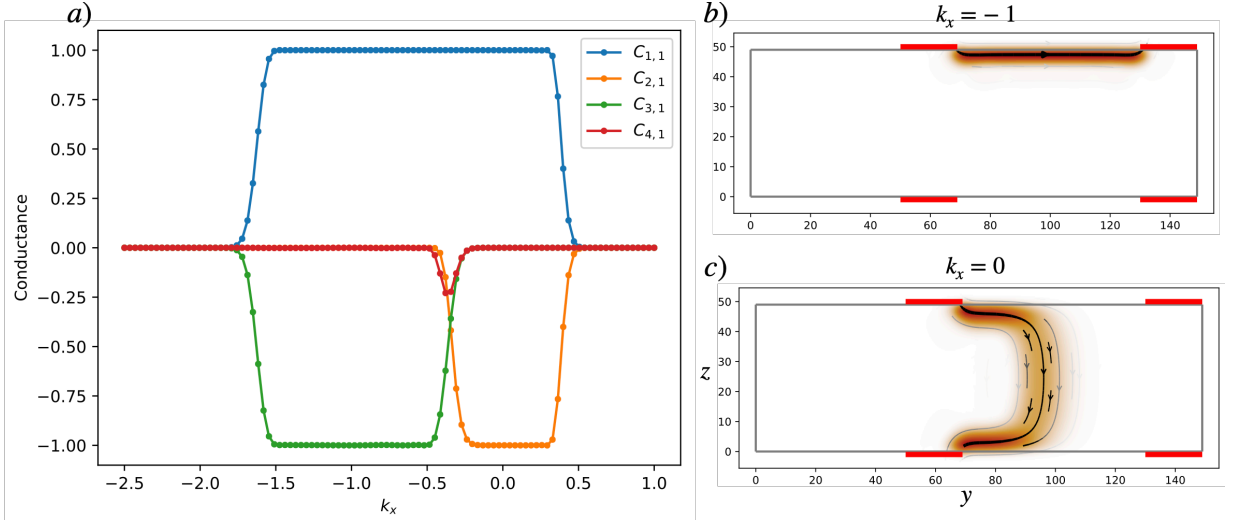 a)
1.00
0.75
0.50
0.25
0.00
−0.25
−0.50
−0.75
−1.00
Conductance
−2.5 −2.0 −1.5 −1.0 −0.5 0.0 0.5 1.0
k_x
C_{1,1}
C_{2,1}
C_{3,1}
C_{4,1}
b)
k_x = − 1
50
40
30
20
10
0
0 20 40 60 80 100 120 140
c)
k_x = 0
50
40
30
20
10
0
z
0 20 40 60 80 100 120 140
y